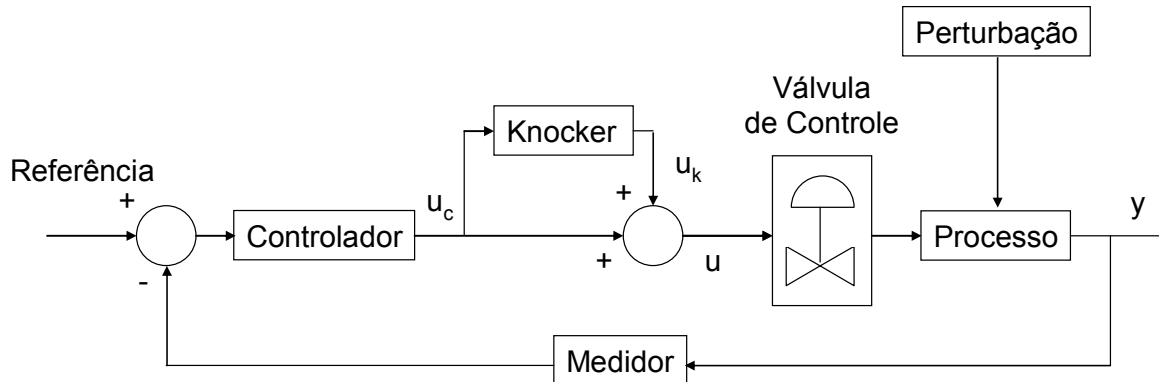 Perturbação
Válvula
de Controle
Knocker
u_k
Referência
+
+
u_c
y
Controlador
Processo
+
u
-
Medidor